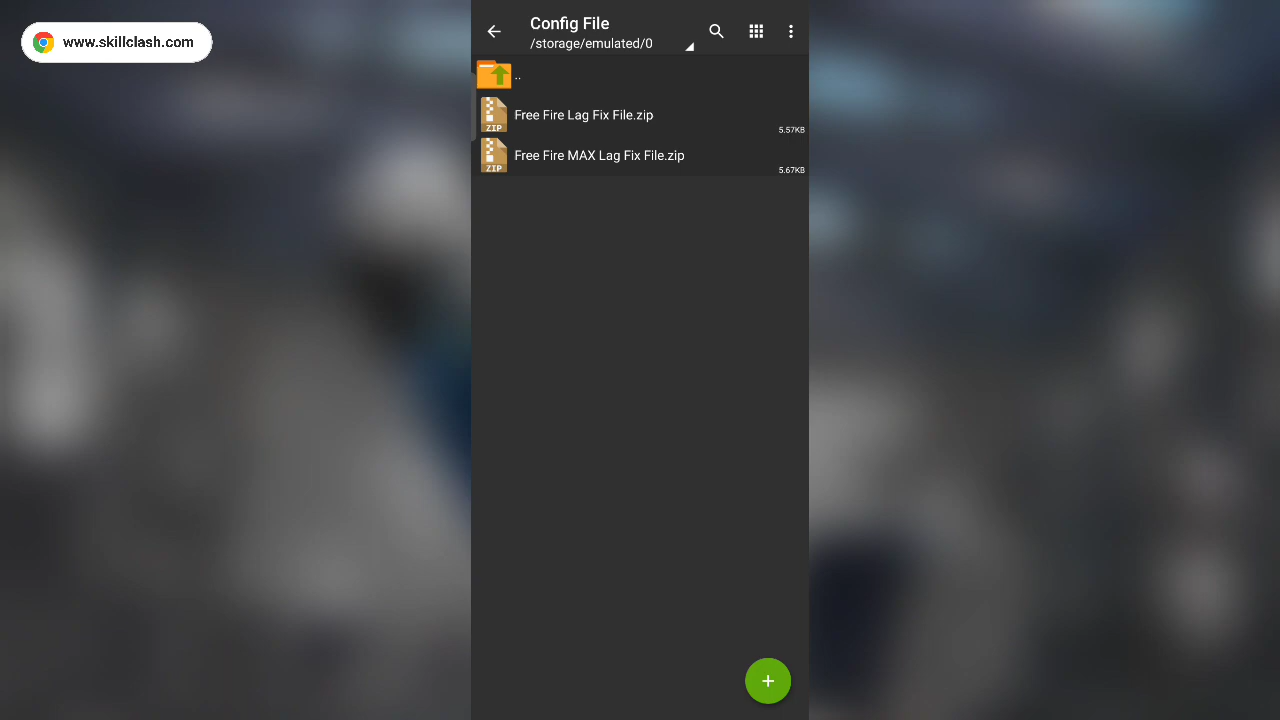 www.skillclash.com
Config File
/storage/emulated/0
..
ZIP
Free Fire Lag Fix File.zip
5.57KB
ZIP
Free Fire MAX Lag Fix File.zip
5.67KB
+